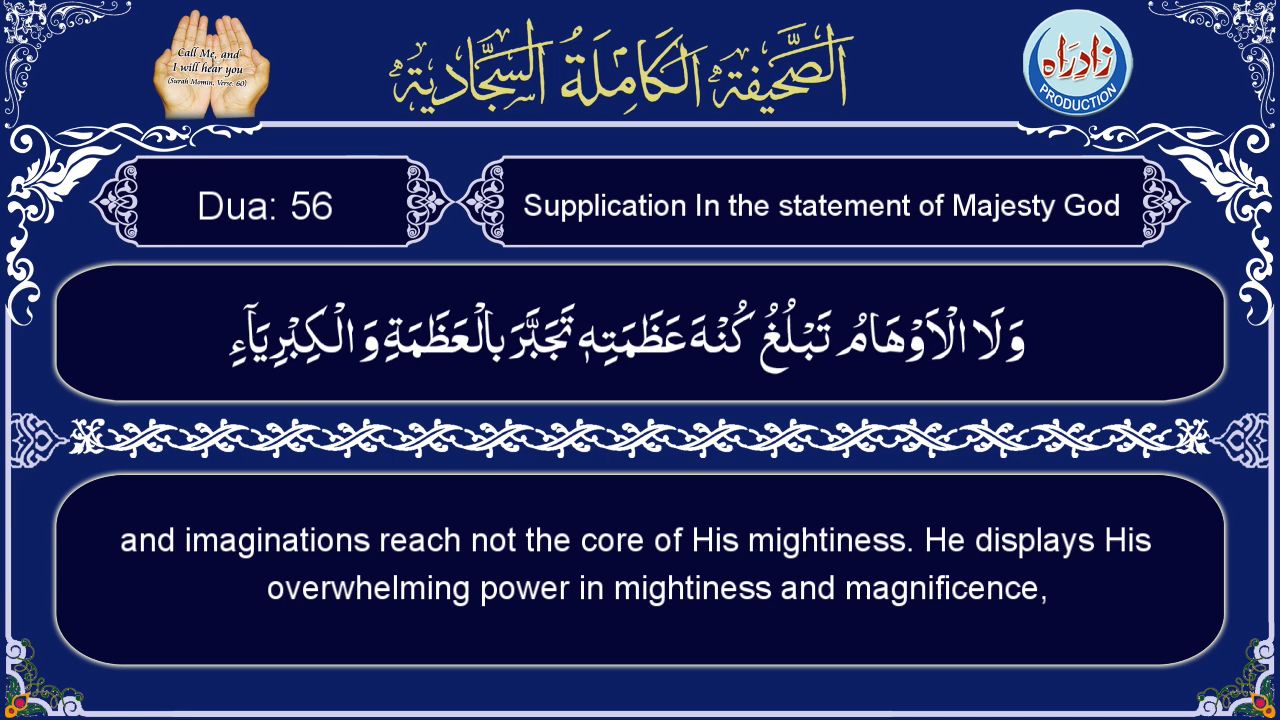 Call Me, and
I will hear you
(Surah Momin, Verse. 60)
الصَّحِيفَةُ الْكَامِلَةُ السَّجَّادِيَّةُ
زادِرَاه
PRODUCTION
Dua: 56
Supplication In the statement of Majesty God
وَلَا الْاَوْهَامُ تَبْلُغُ كُنْهَ عَظَمَتِهٖ تَجَبَّرَ بِالْعَظَمَةِ وَ الْكِبْرِيَآءِ
and imaginations reach not the core of His mightiness. He displays His
overwhelming power in mightiness and magnificence,